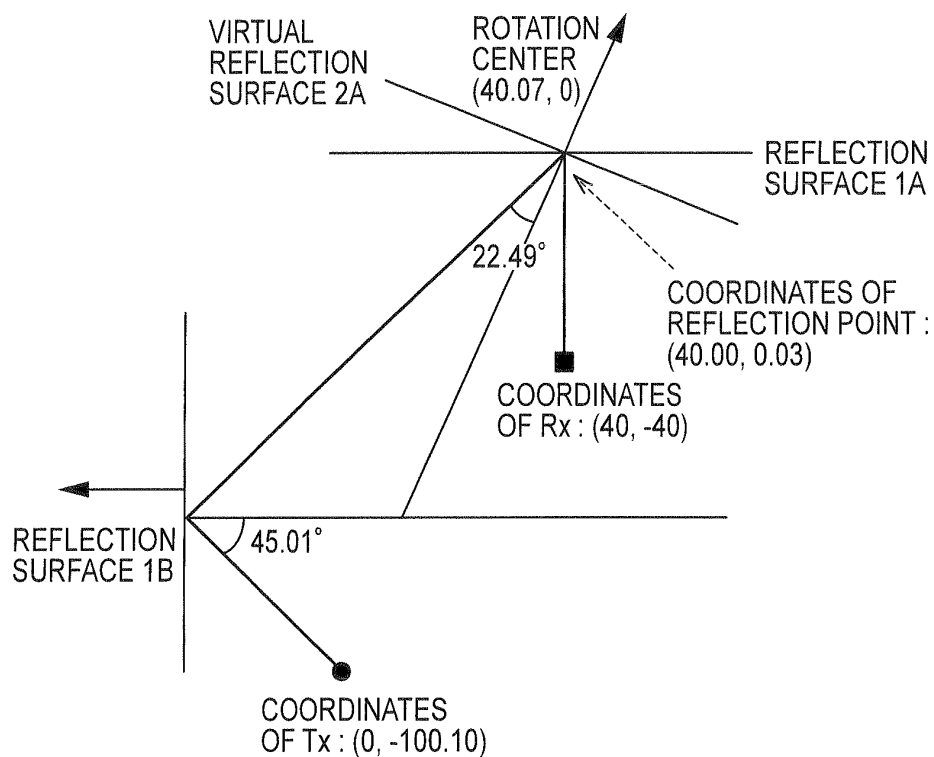 VIRTUAL
REFLECTION
SURFACE 2A
ROTATION
CENTER
(40.07, 0)
REFLECTION
SURFACE 1A
22.49°
COORDINATES OF
REFLECTION POINT :
(40.00, 0.03)
COORDINATES
OF Rx : (40, -40)
REFLECTION
SURFACE 1B
45.01°
COORDINATES
OF Tx : (0, -100.10)